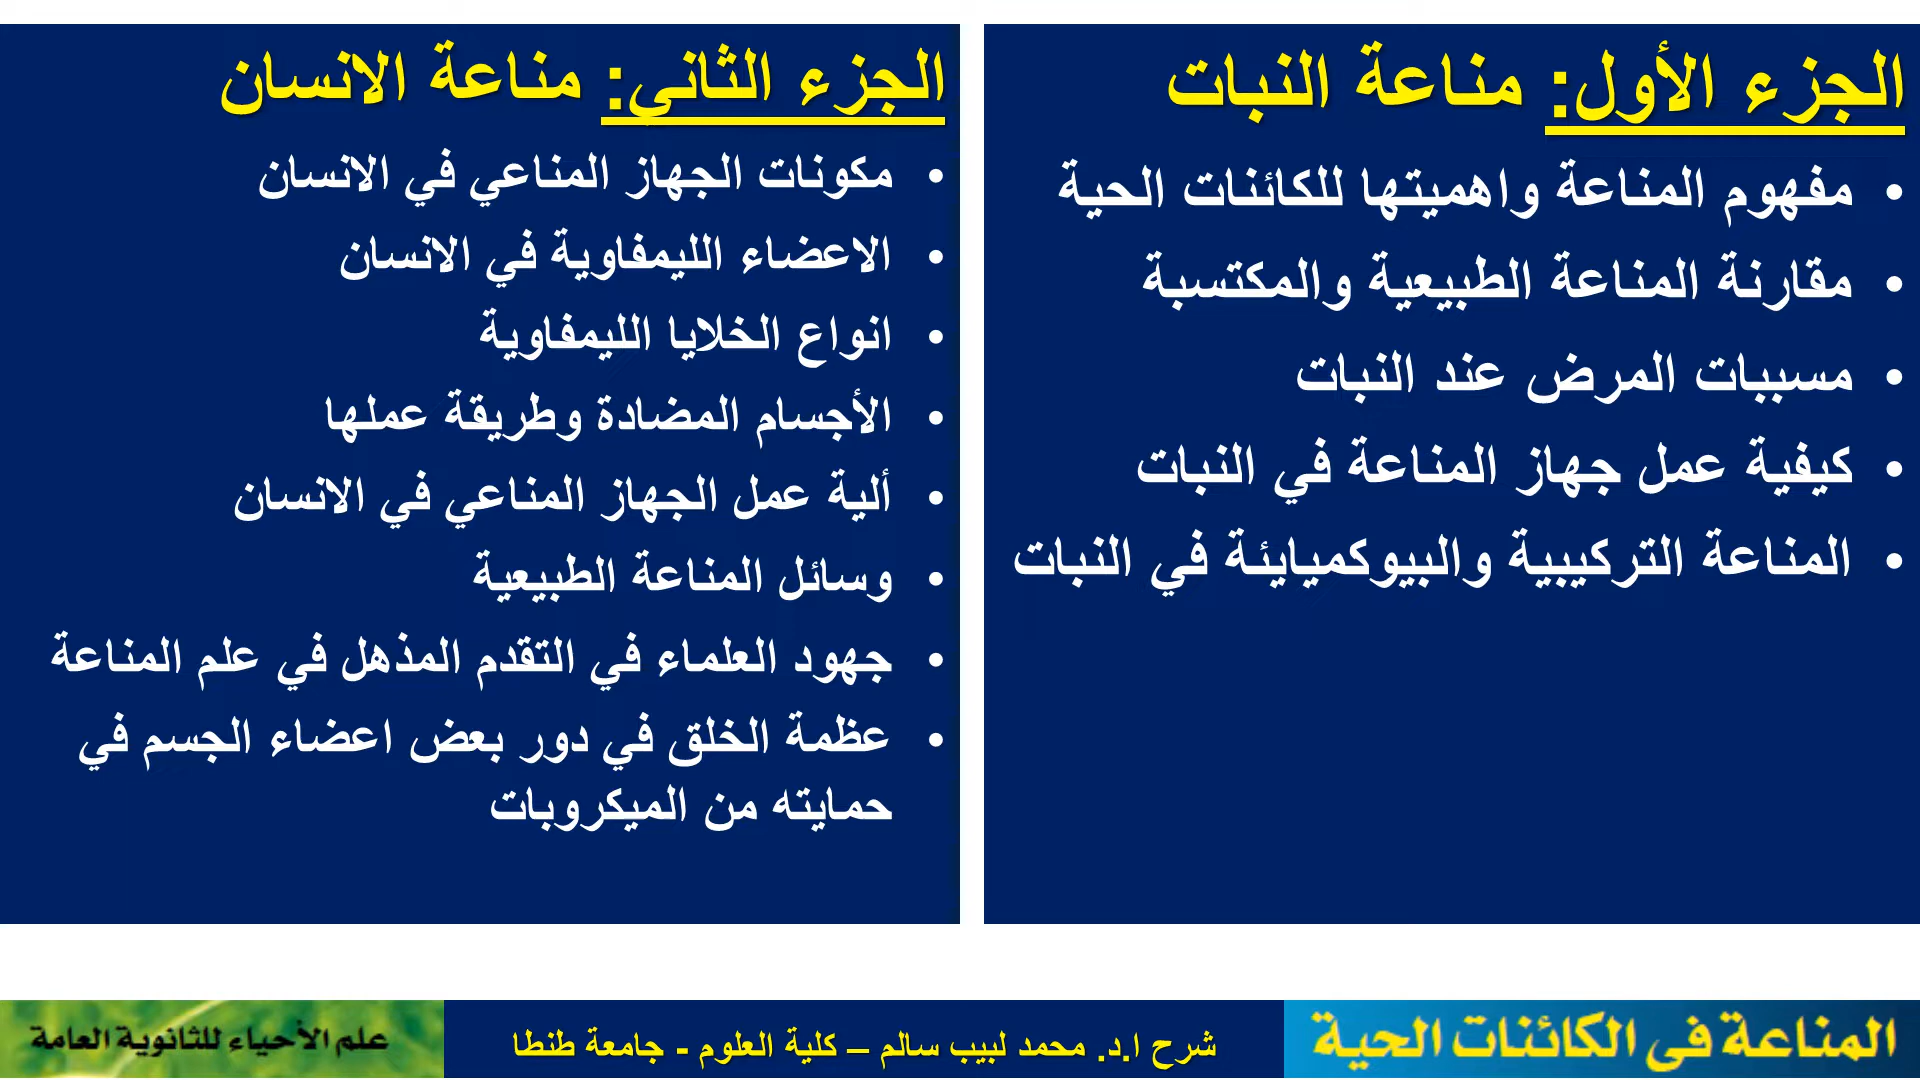 الجزء الأول: مناعة النبات
• مفهوم المناعة واهميتها للكائنات الحية
• مقارنة المناعة الطبيعية والمكتسبة
• مسببات المرض عند النبات
• كيفية عمل جهاز المناعة في النبات
• المناعة التركيبية والبيوكميايئة في النبات
الجزء الثاني: مناعة الانسان
• مكونات الجهاز المناعي في الانسان
• الاعضاء الليمفاوية في الانسان
• انواع الخلايا الليمفاوية
• الأجسام المضادة وطريقة عملها
• ألية عمل الجهاز المناعي في الانسان
• وسائل المناعة الطبيعية
• جهود العلماء في التقدم المذهل في علم المناعة
• عظمة الخلق في دور بعض اعضاء الجسم في
حمايته من الميكروبات
المناعة فى الكائنات الحية
شرح ا.د. محمد لبيب سالم – كلية العلوم - جامعة طنطا
علم الأحياء للثانوية العامة